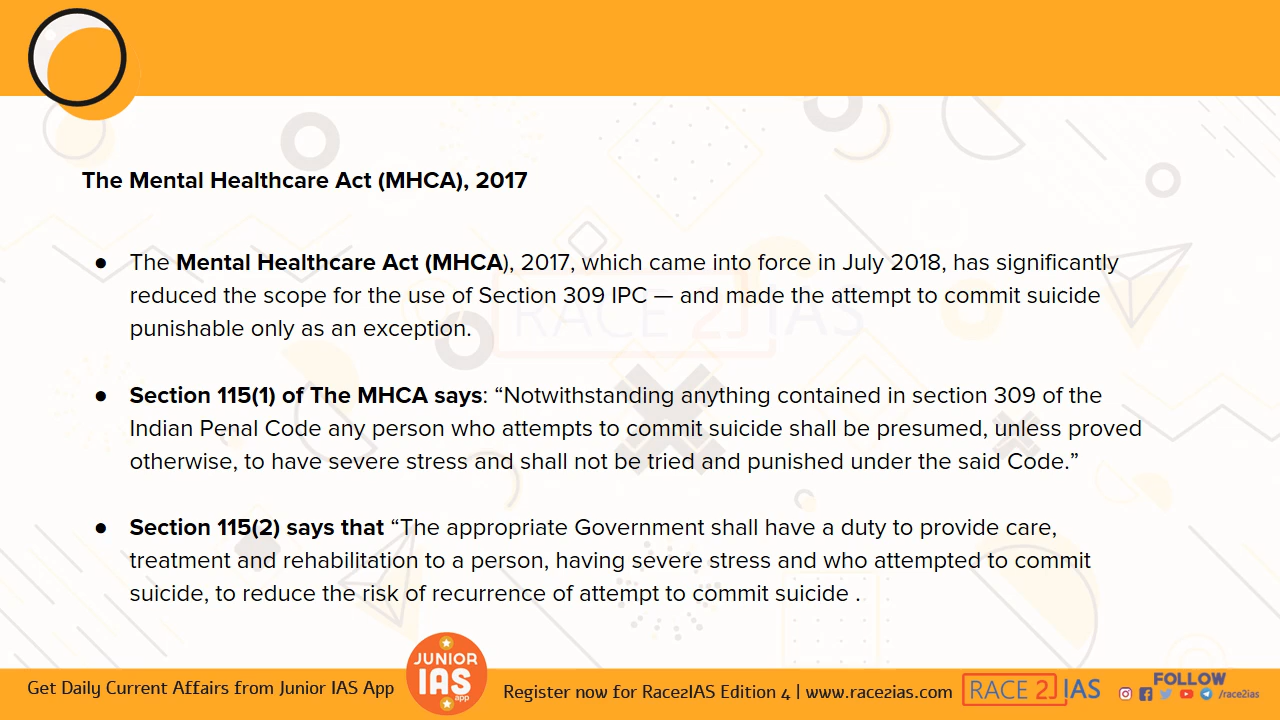 The Mental Healthcare Act (MHCA), 2017
● The Mental Healthcare Act (MHCA), 2017, which came into force in July 2018, has significantly
reduced the scope for the use of Section 309 IPC — and made the attempt to commit suicide
punishable only as an exception.
● Section 115(1) of The MHCA says: “Notwithstanding anything contained in section 309 of the
Indian Penal Code any person who attempts to commit suicide shall be presumed, unless proved
otherwise, to have severe stress and shall not be tried and punished under the said Code.”
● Section 115(2) says that “The appropriate Government shall have a duty to provide care,
treatment and rehabilitation to a person, having severe stress and who attempted to commit
suicide, to reduce the risk of recurrence of attempt to commit suicide .
RACE 2 IAS
Get Daily Current Affairs from Junior IAS App
JUNIOR
IAS
app
Register now for Race2IAS Edition 4 | www.race2ias.com
RACE 2 IAS
FOLLOW
/race2ias